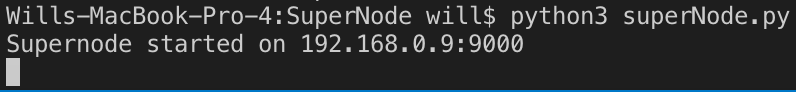 Wills-MacBook-Pro-4:SuperNode will$ python3 superNode.py
Supernode started on 192.168.0.9:9000